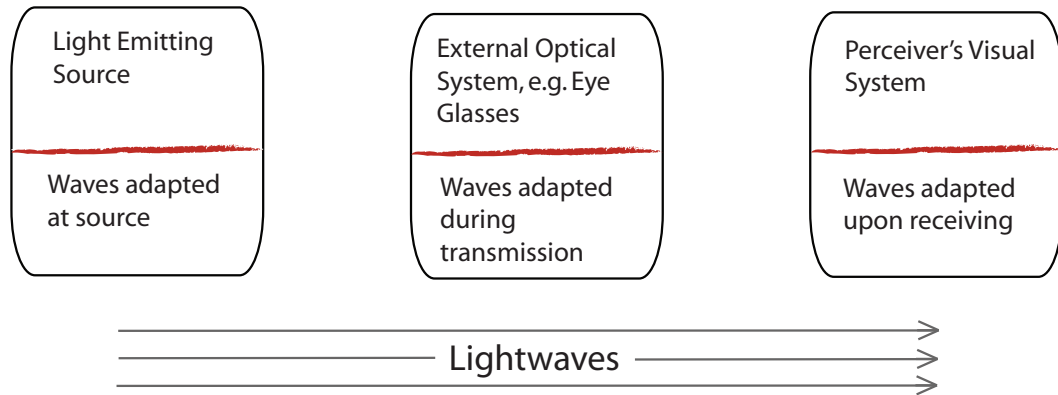 Light Emitting
Source
Waves adapted
at source
External Optical
System, e.g. Eye
Glasses
Waves adapted
during
transmission
Perceiver's Visual
System
Waves adapted
upon receiving
Lightwaves